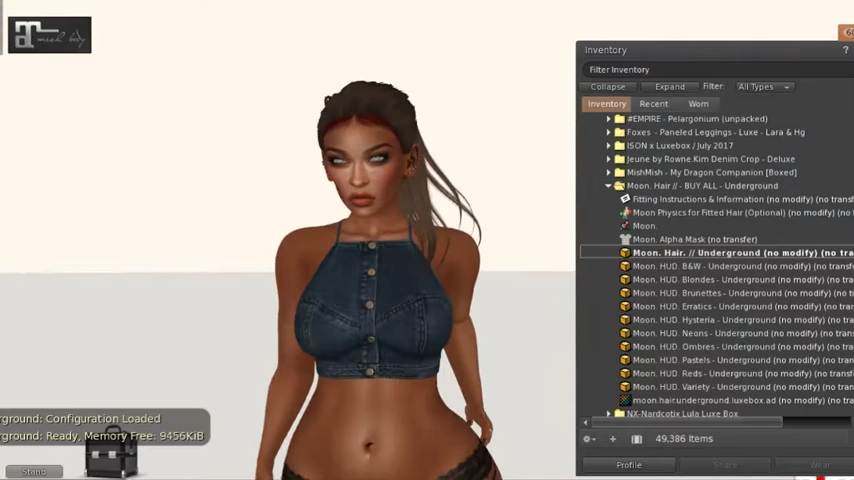 mesh body
60
Inventory
?
Filter Inventory
Collapse
Expand
Filter:
All Types
Inventory
Recent
Worn
#EMPIRE - Pelargonium (unpacked)
Foxes - Paneled Leggings - Luxe - Lara & Hg
ISON x Luxebox / July 2017
Jeune by Rowne.Kim Denim Crop - Deluxe
MishMish - My Dragon Companion [Boxed]
Moon. Hair // - BUY ALL - Underground
Fitting Instructions & Information (no modify) (no transf
Moon Physics for Fitted Hair (Optional) (no modify) (no
Moon.
Moon. Alpha Mask (no transfer)
Moon. Hair. // Underground (no modify) (no tra
Moon. HUD. B&W - Underground (no modify) (no trans
Moon. HUD. Blondes - Underground (no modify) (no tra
Moon. HUD. Brunettes - Underground (no modify) (no t
Moon. HUD. Erratics - Underground (no modify) (no tra
Moon. HUD. Hysteria - Underground (no modify) (no tra
Moon. HUD. Neons - Underground (no modify) (no tran
Moon. HUD. Ombres - Underground (no modify) (no tra
Moon. HUD. Pastels - Underground (no modify) (no tra
Moon. HUD. Reds - Underground (no modify) (no transf
Moon. HUD. Variety - Underground (no modify) (no tra
moon.hair.underground.luxebox.ad (no modify) (no tra
NX-Nardcotix Lula Luxe Box
49,386 Items
Profile
Share
Wear
rground: Configuration Loaded
rground: Ready, Memory Free: 9456KiB
Stand